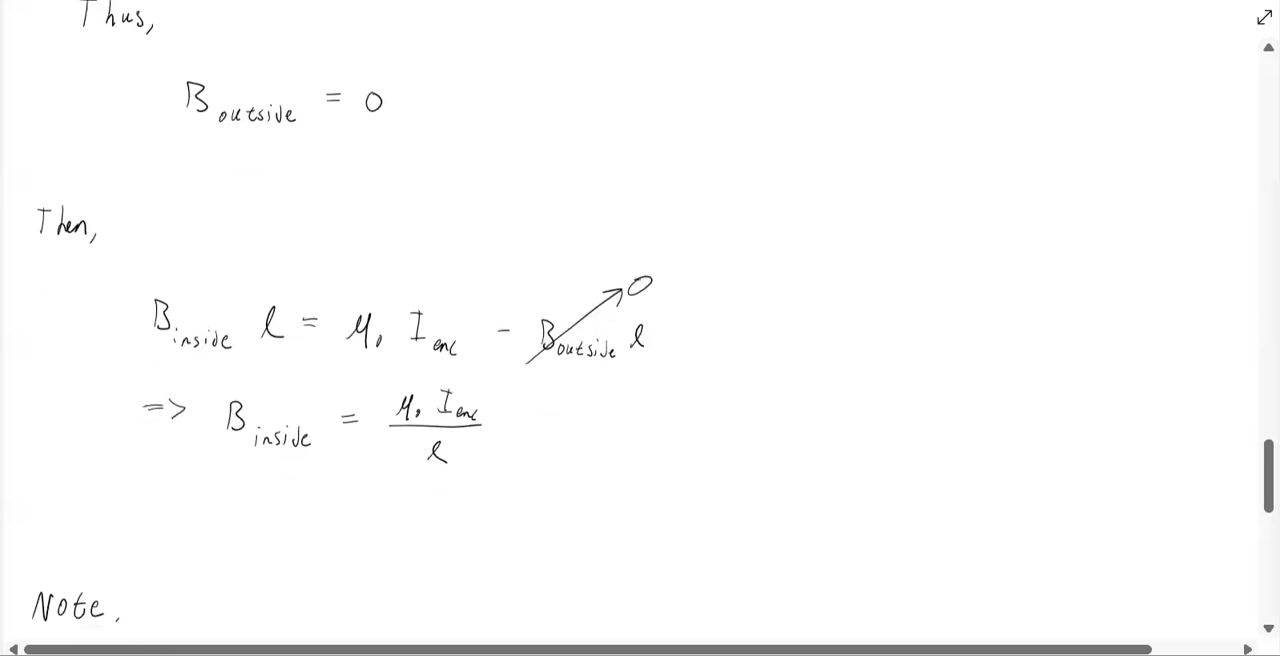 Thus,
B_outside = 0
Then,
B_inside l = μ₀ I_enc - B_outside l → 0
=> B_inside = μ₀ I_enc / l
Note.